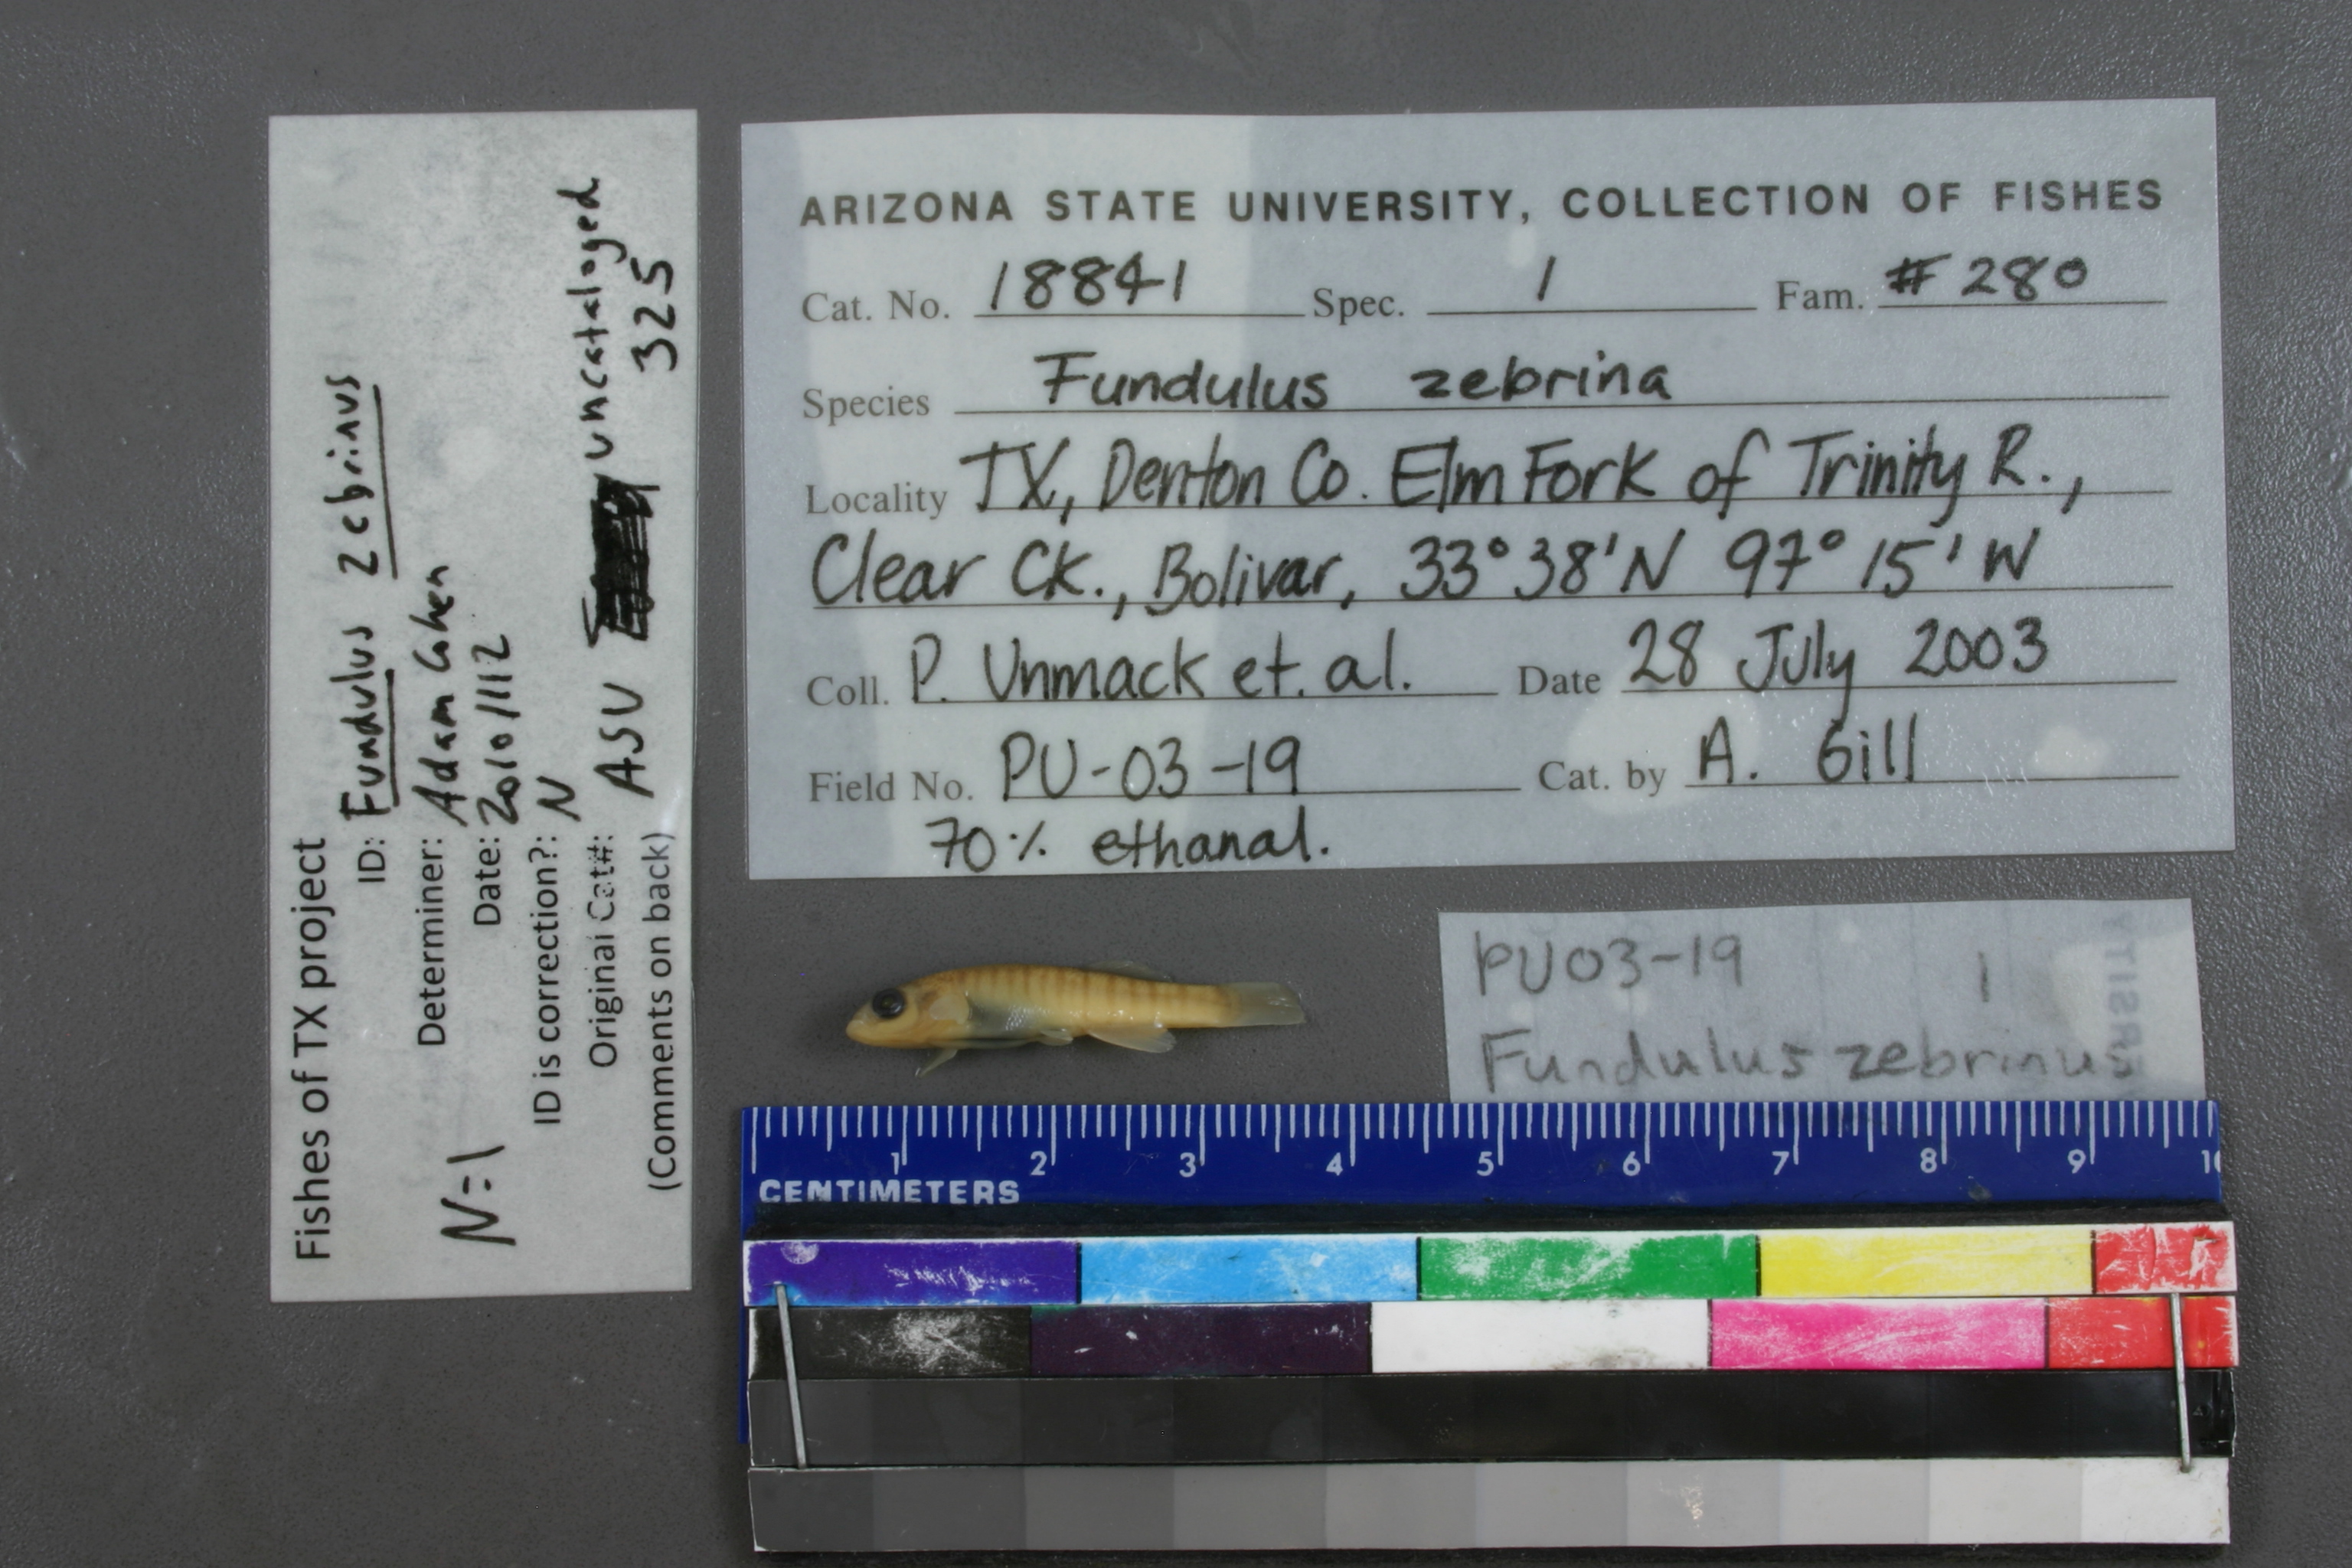 Fishes of TX project
ID: Fundulus zebrinus
Determiner: Adam Cohen
Date: 20101112
ID is correction?: N
Original Cat#: ASU uncataloged
325
(Comments on back)
N=1
ARIZONA STATE UNIVERSITY, COLLECTION OF FISHES
Cat. No. 18841 Spec. 1 Fam. #280
Species Fundulus zebrina
Locality TX, Denton Co. Elm Fork of Trinity R.,
Clear Ck., Bolivar, 33°38'N 97°15'W
Coll. P. Unmack et. al. Date 28 July 2003
Field No. PU-03-19 Cat. by A. Gill
70% ethanal.
PU03-19 1
Fundulus zebrinus
1 2 3 4 5 6 7 8 9 10
CENTIMETERS